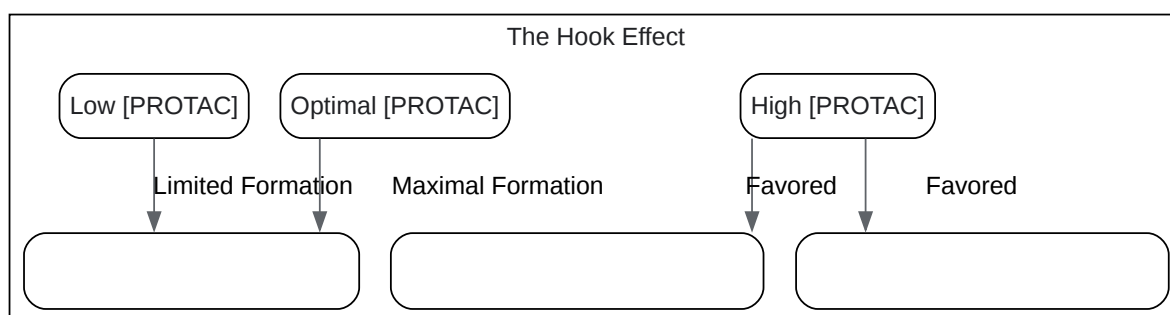 The Hook Effect
Low [PROTAC]
Optimal [PROTAC]
High [PROTAC]
Limited Formation
Maximal Formation
Favored
Favored